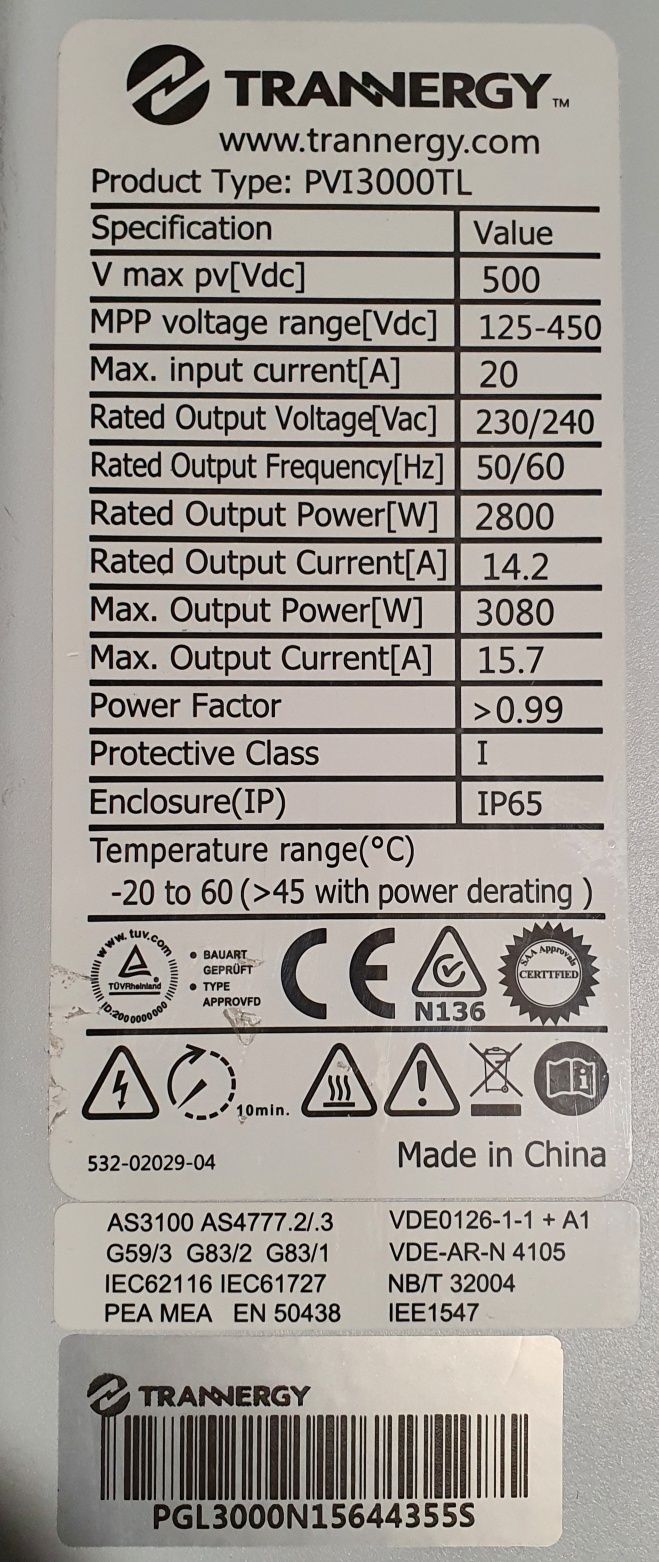 TRANNERGY™
www.trannergy.com
Product Type: PVI3000TL
Specification Value
V max pv[Vdc] 500
MPP voltage range[Vdc] 125-450
Max. input current[A] 20
Rated Output Voltage[Vac] 230/240
Rated Output Frequency[Hz] 50/60
Rated Output Power[W] 2800
Rated Output Current[A] 14.2
Max. Output Power[W] 3080
Max. Output Current[A] 15.7
Power Factor >0.99
Protective Class I
Enclosure(IP) IP65
Temperature range(°C)
-20 to 60 (>45 with power derating )
www.tuv.com
TÜVRheinland
ID:2000000000
• BAUART
GEPRÜFT
• TYPE
APPROVFD
CE
N136
SAA Approvals
CERTTFIED
10min.
532-02029-04 Made in China
AS3100 AS4777.2/.3 VDE0126-1-1 + A1
G59/3 G83/2 G83/1 VDE-AR-N 4105
IEC62116 IEC61727 NB/T 32004
PEA MEA EN 50438 IEE1547
TRANNERGY
PGL3000N15644355S